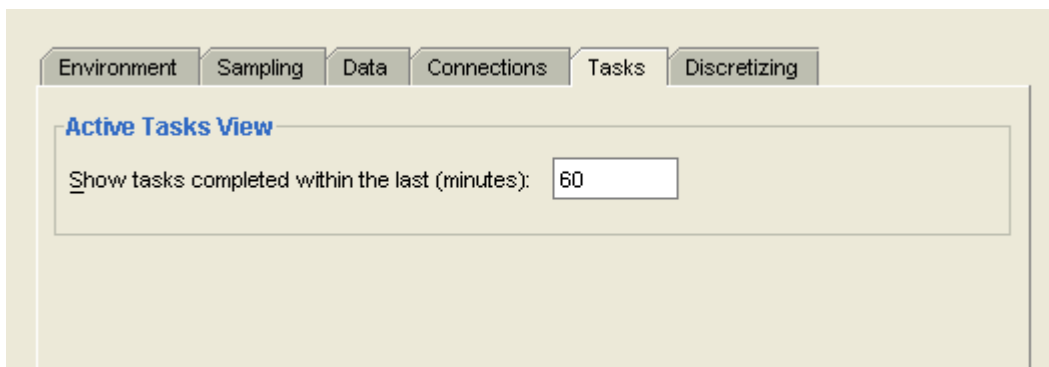 Environment Sampling Data Connections Tasks Discretizing
Active Tasks View
Show tasks completed within the last (minutes): 60